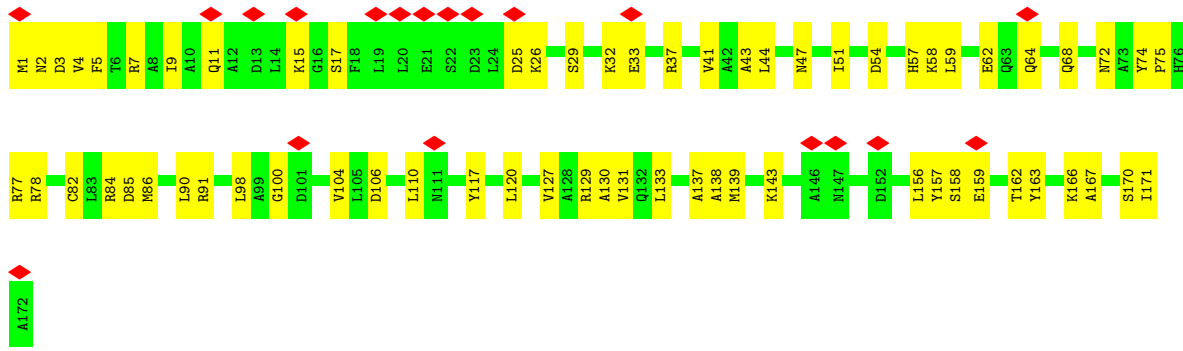 M1 N2 D3 V4 F5 T6 R7 A8 I9 A10 Q11 A12 D13 L14 K15 G16 S17 F18 L19 L20 E21 S22 D23 L24 D25 K26 S29 K32 E33 R37 V41 A42 A43 L44 N47 I51 D54 H57 K58 L59 E62 Q63 Q64 Q68 N72 A73 Y74 P75 H76
R77 R78 C82 L83 R84 D85 M86 L90 R91 L98 A99 G100 D101 V104 L105 D106 L110 N111 Y117 L120 V127 A128 R129 A130 V131 Q132 L133 A137 A138 M139 K143 A146 N147 D152 L156 Y157 S158 E159 T162 Y163 K166 A167 S170 I171
A172